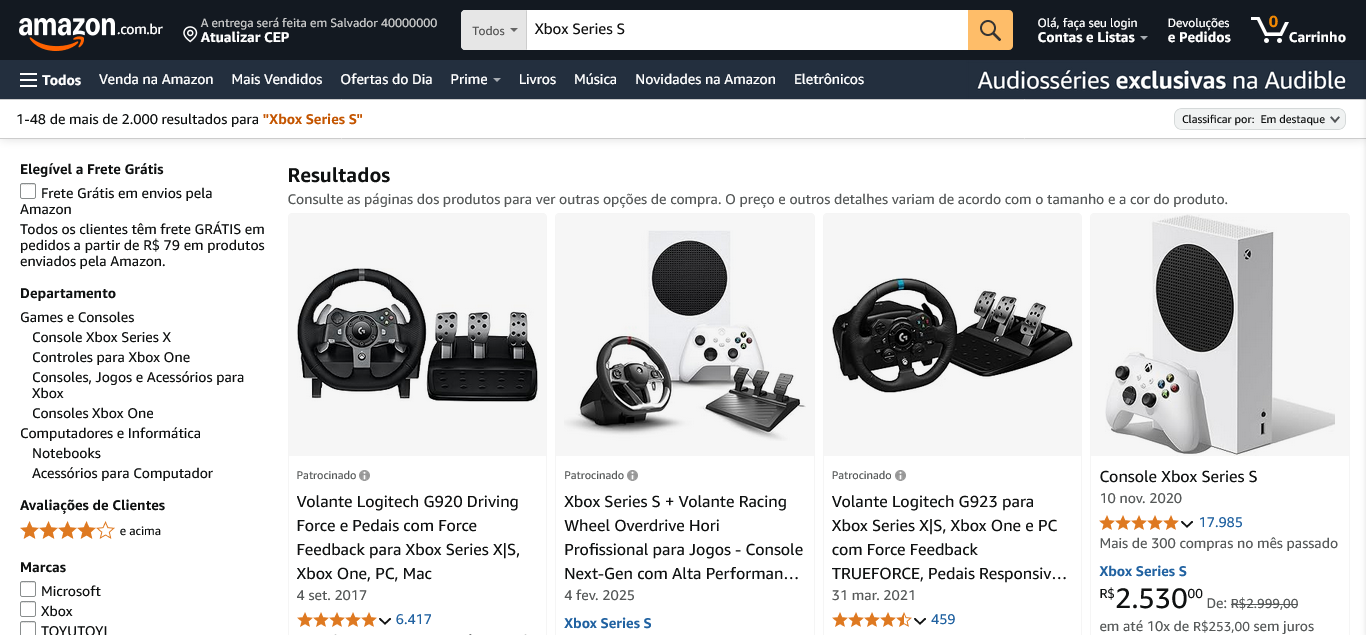 amazon.com.br
A entrega será feita em Salvador 40000000
Atualizar CEP
Todos
Xbox Series S
Olá, faça seu login
Contas e Listas
Devoluções
e Pedidos
0
Carrinho
Todos
Venda na Amazon
Mais Vendidos
Ofertas do Dia
Prime
Livros
Música
Novidades na Amazon
Eletrônicos
Audiosséries exclusivas na Audible
1-48 de mais de 2.000 resultados para "Xbox Series S"
Classificar por: Em destaque
Elegível a Frete Grátis
Frete Grátis em envios pela
Amazon
Todos os clientes têm frete GRÁTIS em
pedidos a partir de R$ 79 em produtos
enviados pela Amazon.
Departamento
Games e Consoles
Console Xbox Series X
Controles para Xbox One
Consoles, Jogos e Acessórios para
Xbox
Consoles Xbox One
Computadores e Informática
Notebooks
Acessórios para Computador
Avaliações de Clientes
e acima
Marcas
Microsoft
Xbox
TOYUTOYI
Resultados
Consulte as páginas dos produtos para ver outras opções de compra. O preço e outros detalhes variam de acordo com o tamanho e a cor do produto.
Patrocinado
Volante Logitech G920 Driving
Force e Pedais com Force
Feedback para Xbox Series X|S,
Xbox One, PC, Mac
4 set. 2017
6.417
Patrocinado
Xbox Series S + Volante Racing
Wheel Overdrive Hori
Profissional para Jogos - Console
Next-Gen com Alta Performan…
4 fev. 2025
Xbox Series S
Patrocinado
Volante Logitech G923 para
Xbox Series X|S, Xbox One e PC
com Force Feedback
TRUEFORCE, Pedais Responsiv…
31 mar. 2021
459
Console Xbox Series S
10 nov. 2020
17.985
Mais de 300 compras no mês passado
Xbox Series S
R$2.53000 De: R$2.999,00
em até 10x de R$253,00 sem juros